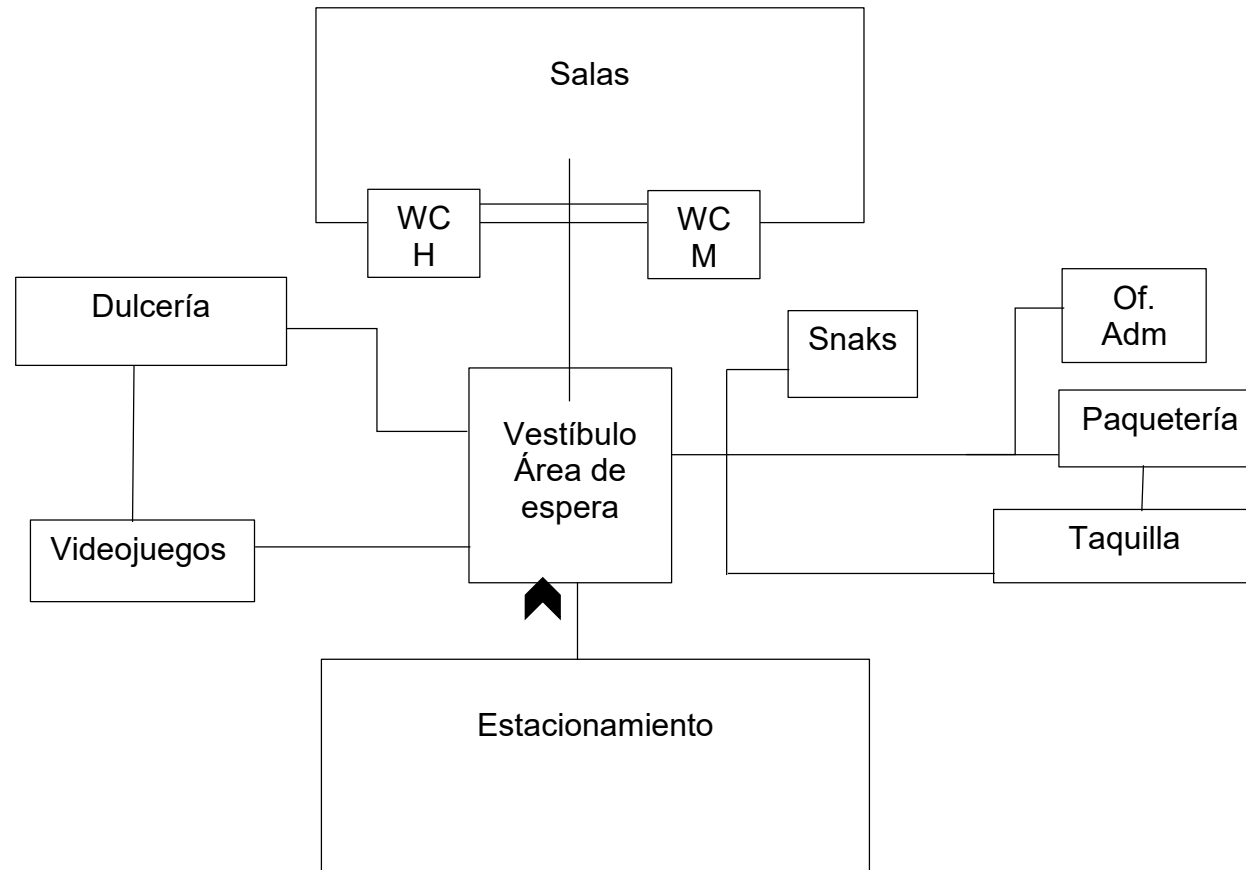 Salas
WC
H
WC
M
Dulcería
Snaks
Of.
Adm
Vestíbulo
Área de
espera
Paquetería
Videojuegos
Taquilla
Estacionamiento